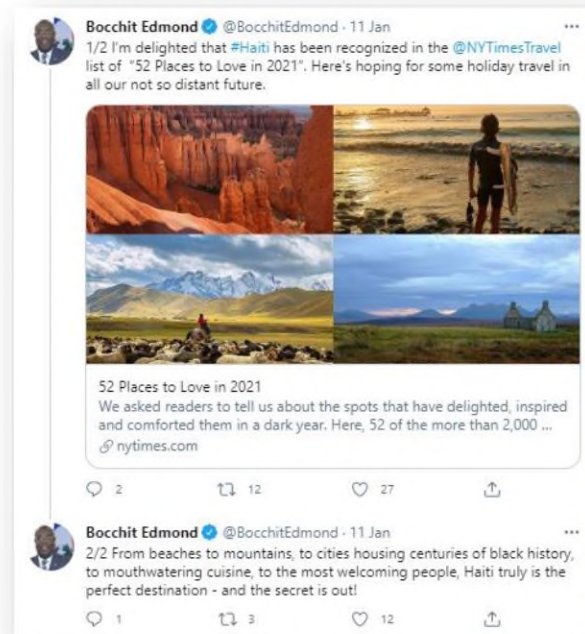 Bocchit Edmond @BocchitEdmond · 11 Jan
1/2 I'm delighted that #Haiti has been recognized in the @NYTimesTravel
list of "52 Places to Love in 2021". Here's hoping for some holiday travel in
all our not so distant future.
52 Places to Love in 2021
We asked readers to tell us about the spots that have delighted, inspired
and comforted them in a dark year. Here, 52 of the more than 2,000 ...
nytimes.com
2 12 27
Bocchit Edmond @BocchitEdmond · 11 Jan
2/2 From beaches to mountains, to cities housing centuries of black history,
to mouthwatering cuisine, to the most welcoming people, Haiti truly is the
perfect destination - and the secret is out!
1 3 12